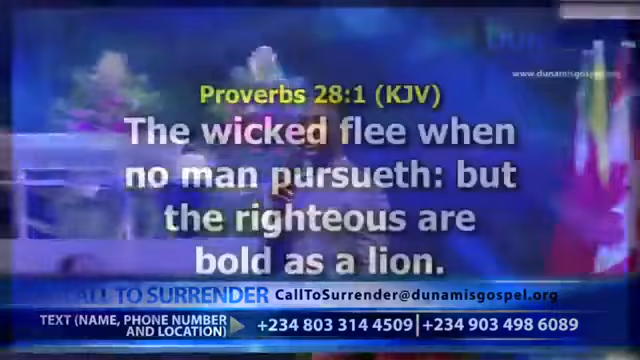 www.dunamisgospel.org
Proverbs 28:1 (KJV)
The wicked flee when
no man pursueth: but
the righteous are
bold as a lion.
CALL TO SURRENDER CallToSurrender@dunamisgospel.org
TEXT (NAME, PHONE NUMBER
AND LOCATION) +234 803 314 4509 +234 903 498 6089